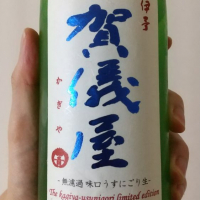 伊予
賀儀屋
かぎや
-無濾過 味口うすにごり生-
The kagiya-usunigori limited edition